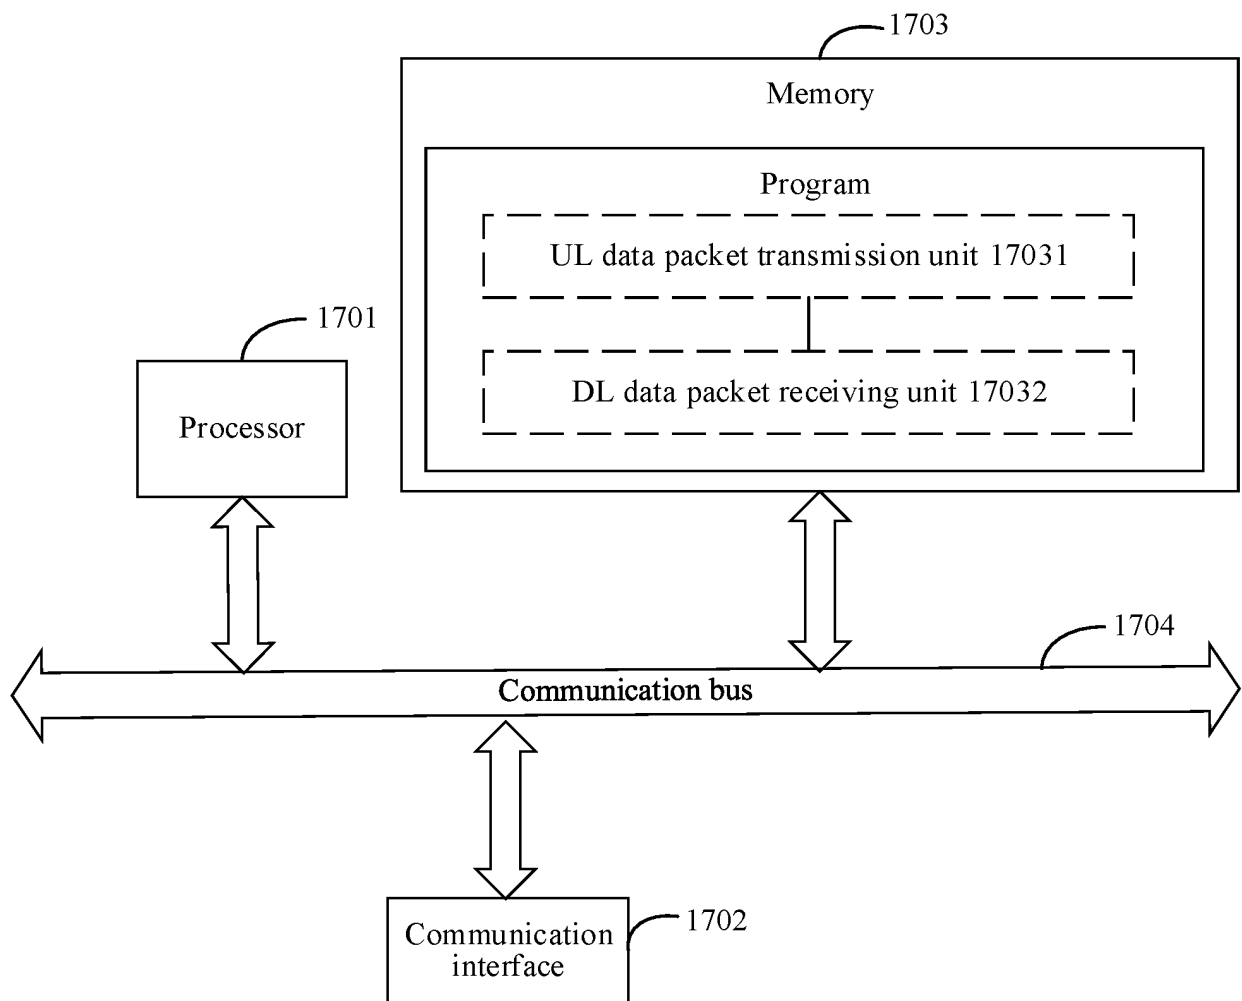 1703
Memory
Program
UL data packet transmission unit 17031
1701
DL data packet receiving unit 17032
Processor
1704
Communication bus
1702
Communication
interface